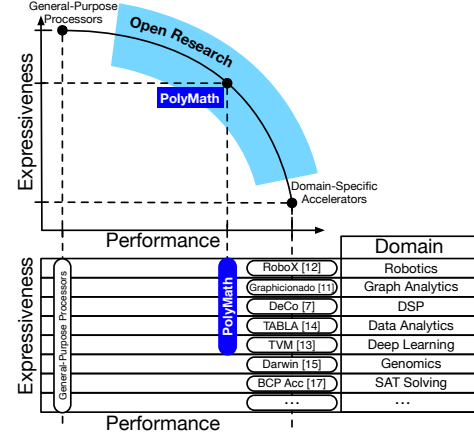 General-Purpose
Processors
Open Research
PolyMath
Expressiveness
Domain-Specific
Accelerators
Performance
Domain
RoboX [12] Robotics
Graphicionado [11] Graph Analytics
DeCo [7] DSP
TABLA [14] Data Analytics
TVM [13] Deep Learning
Darwin [15] Genomics
BCP Acc [17] SAT Solving
... ...
General-Purpose Processors
PolyMath
Expressiveness
Performance